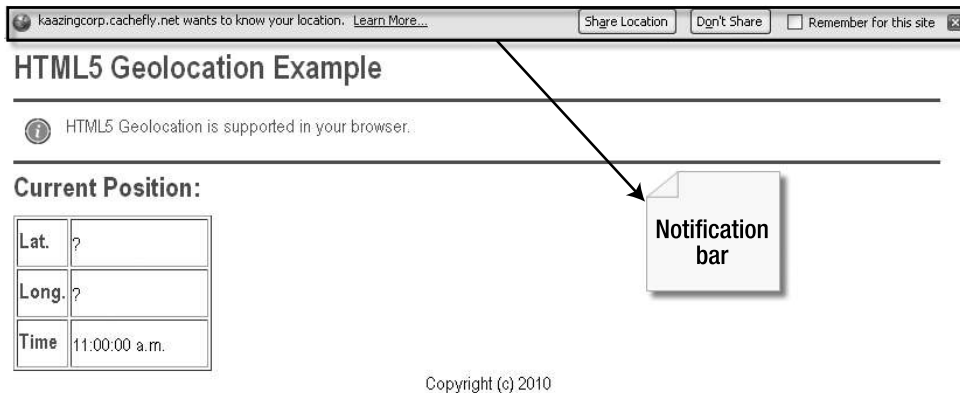 kaazingcorp.cachefly.net wants to know your location. Learn More... Share Location Don't Share Remember for this site
HTML5 Geolocation Example
HTML5 Geolocation is supported in your browser.
Current Position:
Lat. ?
Long. ?
Time 11:00:00 a.m.
Notification
bar
Copyright (c) 2010